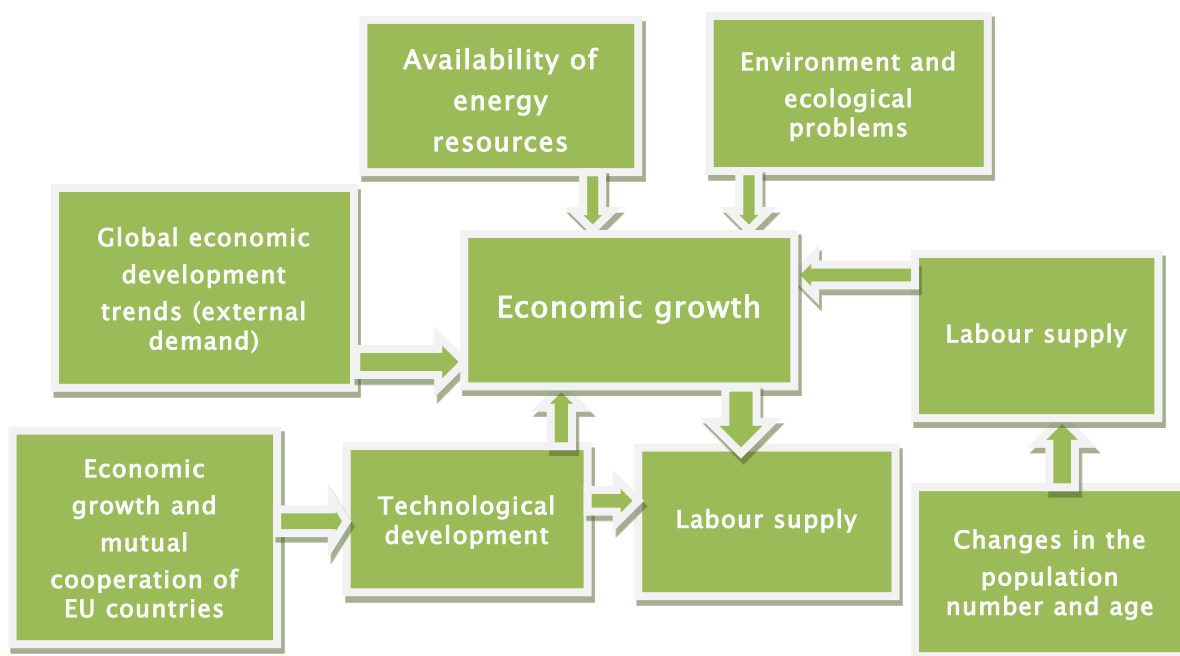 Availability of
energy
resources
Environment and
ecological
problems
Global economic
development
trends (external
demand)
Economic growth
Labour supply
Economic
growth and
mutual
cooperation of
EU countries
Technological
development
Labour supply
Changes in the
population
number and age